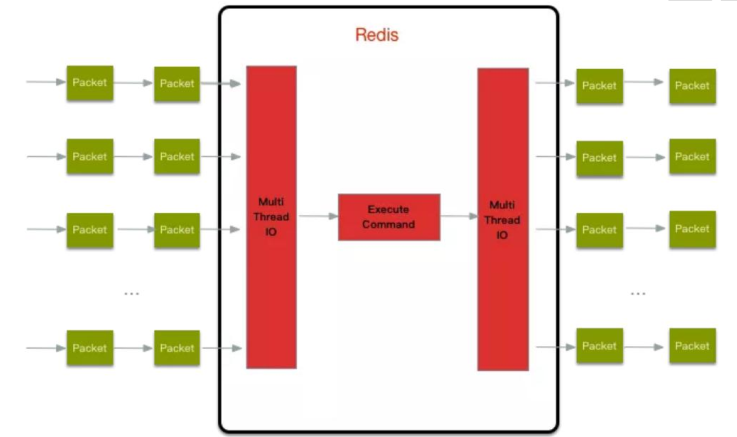 Redis
Packet Packet Packet Packet
Packet Packet Packet Packet
Multi
Thread
IO
Execute
Command
Multi
Thread
IO
Packet Packet Packet Packet
... ...
Packet Packet Packet Packet